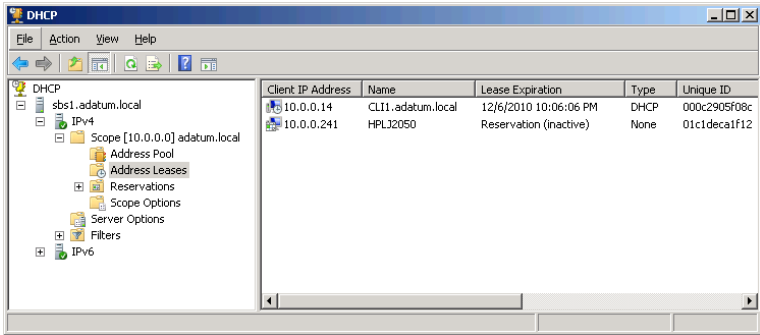 DHCP
File Action View Help
DHCP
sbs1.adatum.local
IPv4
Scope [10.0.0.0] adatum.local
Address Pool
Address Leases
Reservations
Scope Options
Server Options
Filters
IPv6
Client IP Address Name Lease Expiration Type Unique ID
10.0.0.14 CLI1.adatum.local 12/6/2010 10:06:06 PM DHCP 000c2905f08c
10.0.0.241 HPLJ2050 Reservation (inactive) None 01c1deca1f12